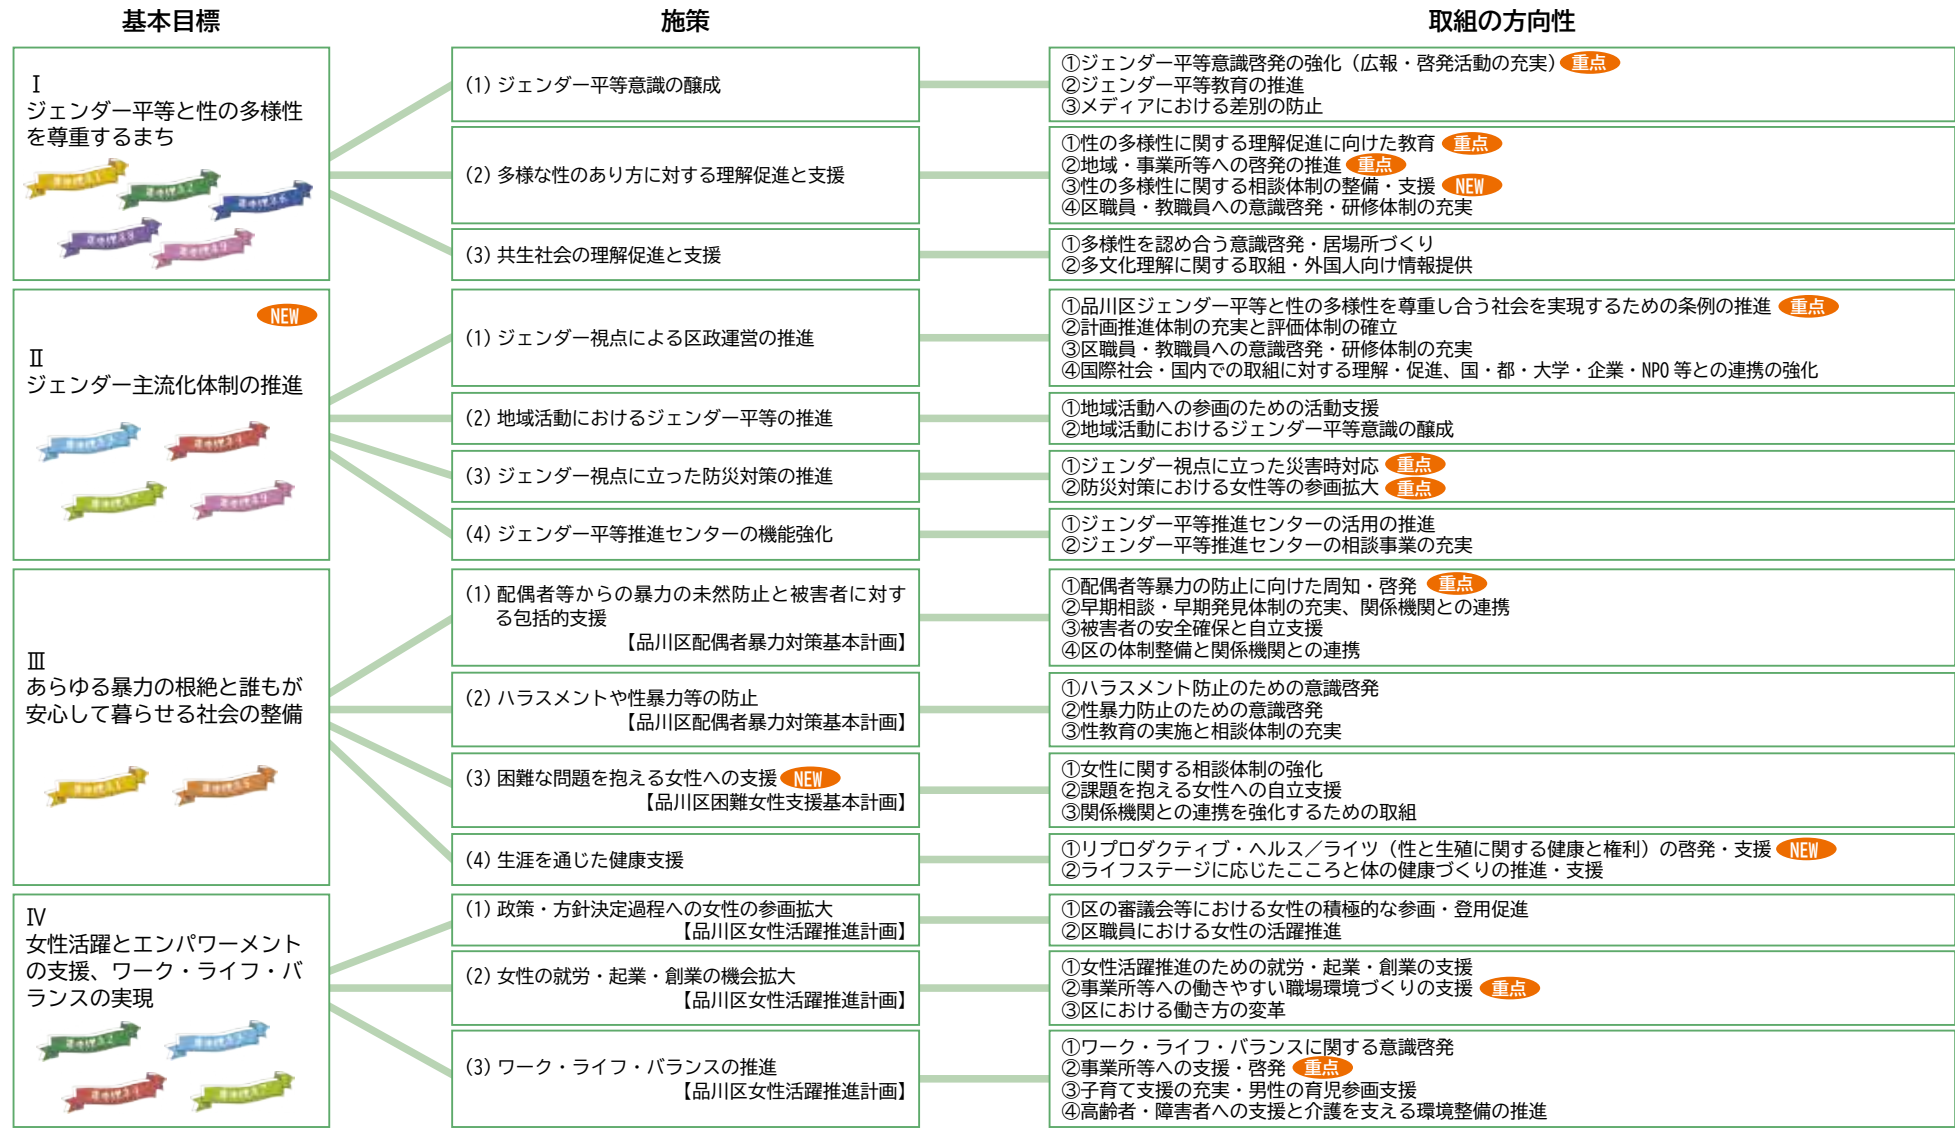 基本目標
施策
取組の方向性
Ⅰ
ジェンダー平等と性の多様性
を尊重するまち
(1) ジェンダー平等意識の醸成
①ジェンダー平等意識啓発の強化（広報・啓発活動の充実） 重点
②ジェンダー平等教育の推進
③メディアにおける差別の防止
(2) 多様な性のあり方に対する理解促進と支援
①性の多様性に関する理解促進に向けた教育 重点
②地域・事業所等への啓発の推進 重点
③性の多様性に関する相談体制の整備・支援 NEW
④区職員・教職員への意識啓発・研修体制の充実
(3) 共生社会の理解促進と支援
①多様性を認め合う意識啓発・居場所づくり
②多文化理解に関する取組・外国人向け情報提供
NEW
Ⅱ
ジェンダー主流化体制の推進
(1) ジェンダー視点による区政運営の推進
①品川区ジェンダー平等と性の多様性を尊重し合う社会を実現するための条例の推進 重点
②計画推進体制の充実と評価体制の確立
③区職員・教職員への意識啓発・研修体制の充実
④国際社会・国内での取組に対する理解・促進、国・都・大学・企業・NPO 等との連携の強化
(2) 地域活動におけるジェンダー平等の推進
①地域活動への参画のための活動支援
②地域活動におけるジェンダー平等意識の醸成
(3) ジェンダー視点に立った防災対策の推進
①ジェンダー視点に立った災害時対応 重点
②防災対策における女性等の参画拡大 重点
(4) ジェンダー平等推進センターの機能強化
①ジェンダー平等推進センターの活用の推進
②ジェンダー平等推進センターの相談事業の充実
Ⅲ
あらゆる暴力の根絶と誰もが
安心して暮らせる社会の整備
(1) 配偶者等からの暴力の未然防止と被害者に対す
る包括的支援
【品川区配偶者暴力対策基本計画】
①配偶者等暴力の防止に向けた周知・啓発 重点
②早期相談・早期発見体制の充実、関係機関との連携
③被害者の安全確保と自立支援
④区の体制整備と関係機関との連携
(2) ハラスメントや性暴力等の防止
【品川区配偶者暴力対策基本計画】
①ハラスメント防止のための意識啓発
②性暴力防止のための意識啓発
③性教育の実施と相談体制の充実
(3) 困難な問題を抱える女性への支援 NEW
【品川区困難女性支援基本計画】
①女性に関する相談体制の強化
②課題を抱える女性への自立支援
③関係機関との連携を強化するための取組
(4) 生涯を通じた健康支援
①リプロダクティブ・ヘルス／ライツ（性と生殖に関する健康と権利）の啓発・支援 NEW
②ライフステージに応じたこころと体の健康づくりの推進・支援
Ⅳ
女性活躍とエンパワーメント
の支援、ワーク・ライフ・バ
ランスの実現
(1) 政策・方針決定過程への女性の参画拡大
【品川区女性活躍推進計画】
①区の審議会等における女性の積極的な参画・登用促進
②区職員における女性の活躍推進
(2) 女性の就労・起業・創業の機会拡大
【品川区女性活躍推進計画】
①女性活躍推進のための就労・起業・創業の支援
②事業所等への働きやすい職場環境づくりの支援 重点
③区における働き方の変革
(3) ワーク・ライフ・バランスの推進
【品川区女性活躍推進計画】
①ワーク・ライフ・バランスに関する意識啓発
②事業所等への支援・啓発 重点
③子育て支援の充実・男性の育児参画支援
④高齢者・障害者への支援と介護を支える環境整備の推進